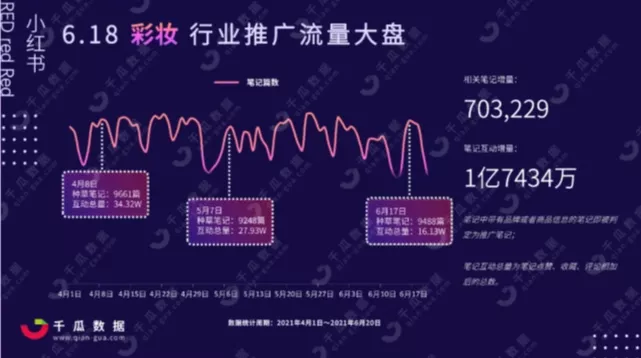 RED red Red
小红书
6.18 彩妆 行业推广流量大盘
千瓜数据
笔记篇数
相关笔记增量：
703,229
笔记互动增量：
1亿7434万
笔记中带有品牌或者商品信息的笔记即被判
定为推广笔记；
笔记互动总量为笔记点赞、收藏、评论相加
后的总数。
4月8日
种草笔记：9661篇
互动总量：34.32W
5月7日
种草笔记：9248篇
互动总量：27.93W
6月17日
种草笔记：9488篇
互动总量：16.13W
4月1日 4月8日 4月15日 4月22日 4月29日 5月6日 5月13日 5月20日 5月27日 6月3日 6月10日 6月17日
千瓜数据
www.qian-gua.com
数据统计周期：2021年4月1日～2021年6月20日